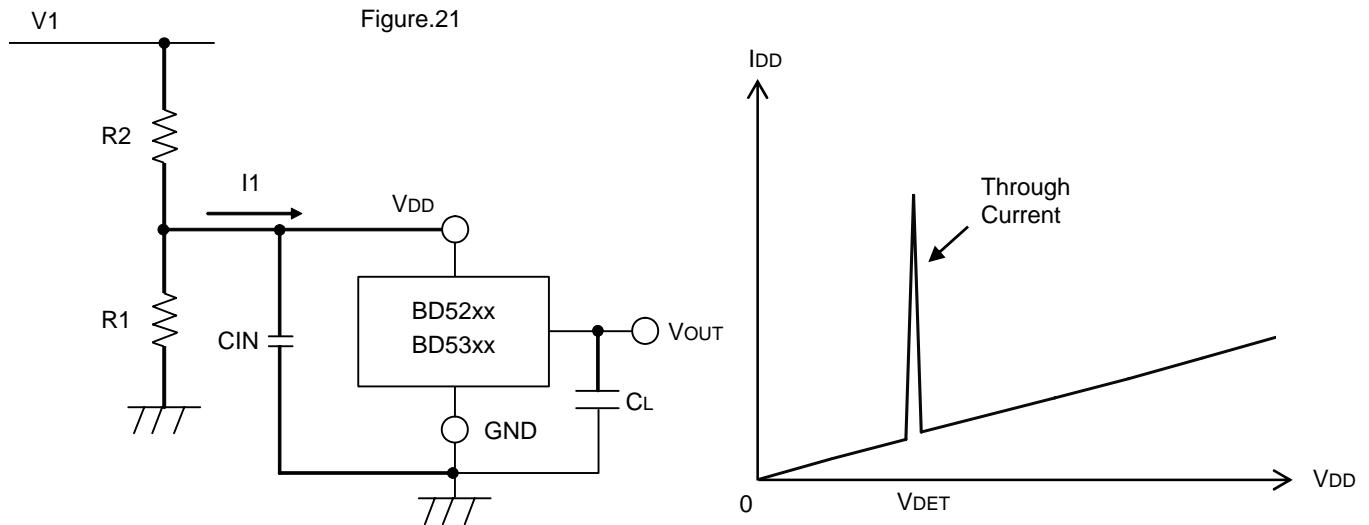 Figure.21
V1
R2
I1
VDD
R1
CIN
BD52xx
BD53xx
VOUT
CL
GND
IDD
Through
Current
0
VDET
VDD